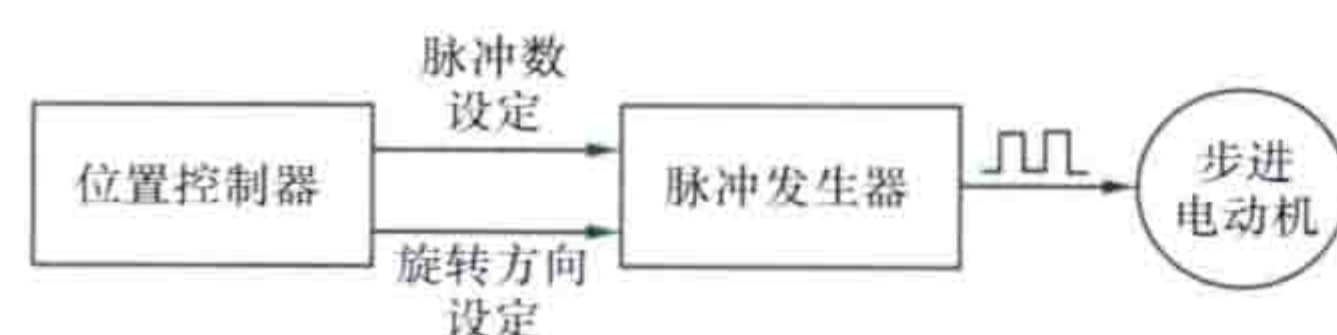 脉冲数
设定
位置控制器
旋转方向
设定
脉冲发生器
步进
电动机